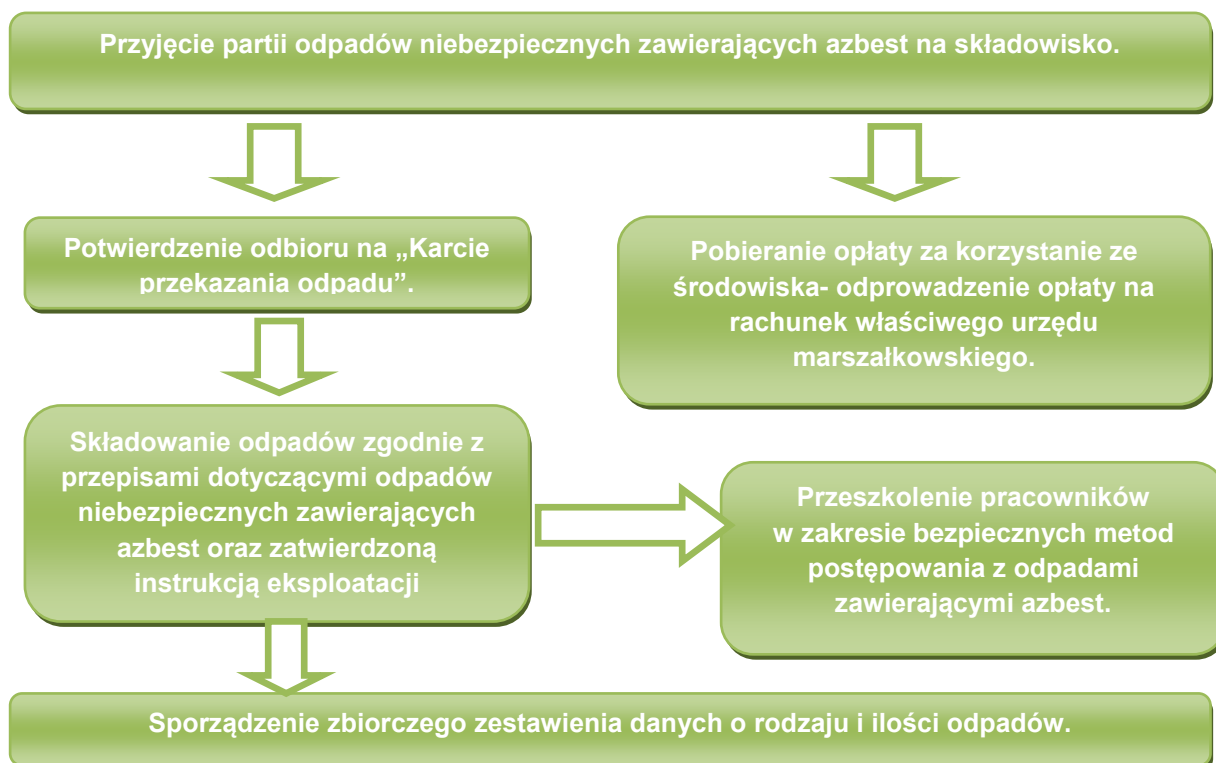 Przyjęcie partii odpadów niebezpiecznych zawierających azbest na składowisko.
Potwierdzenie odbioru na „Karcie
przekazania odpadu”.
Pobieranie opłaty za korzystanie ze
środowiska- odprowadzenie opłaty na
rachunek właściwego urzędu
marszałkowskiego.
Składowanie odpadów zgodnie z
przepisami dotyczącymi odpadów
niebezpiecznych zawierających
azbest oraz zatwierdzoną
instrukcją eksploatacji
Przeszkolenie pracowników
w zakresie bezpiecznych metod
postępowania z odpadami
zawierającymi azbest.
Sporządzenie zbiorczego zestawienia danych o rodzaju i ilości odpadów.